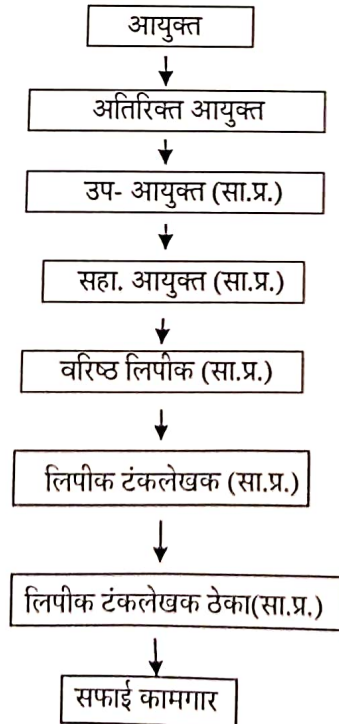 आयुक्त
अतिरिक्त आयुक्त
उप- आयुक्त (सा.प्र.)
सहा. आयुक्त (सा.प्र.)
वरिष्ठ लिपीक (सा.प्र.)
लिपीक टंकलेखक (सा.प्र.)
लिपीक टंकलेखक ठेका(सा.प्र.)
सफाई कामगार